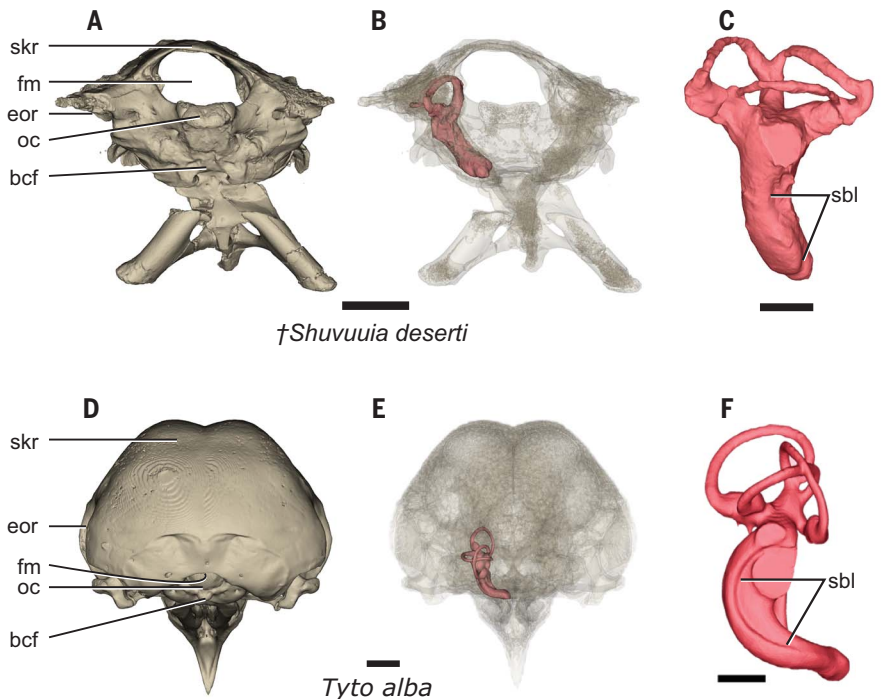 A
B
C
skr
fm
eor
oc
bcf
sbl
†Shuvuuia deserti
D
E
F
skr
eor
fm
oc
bcf
sbl
Tyto alba